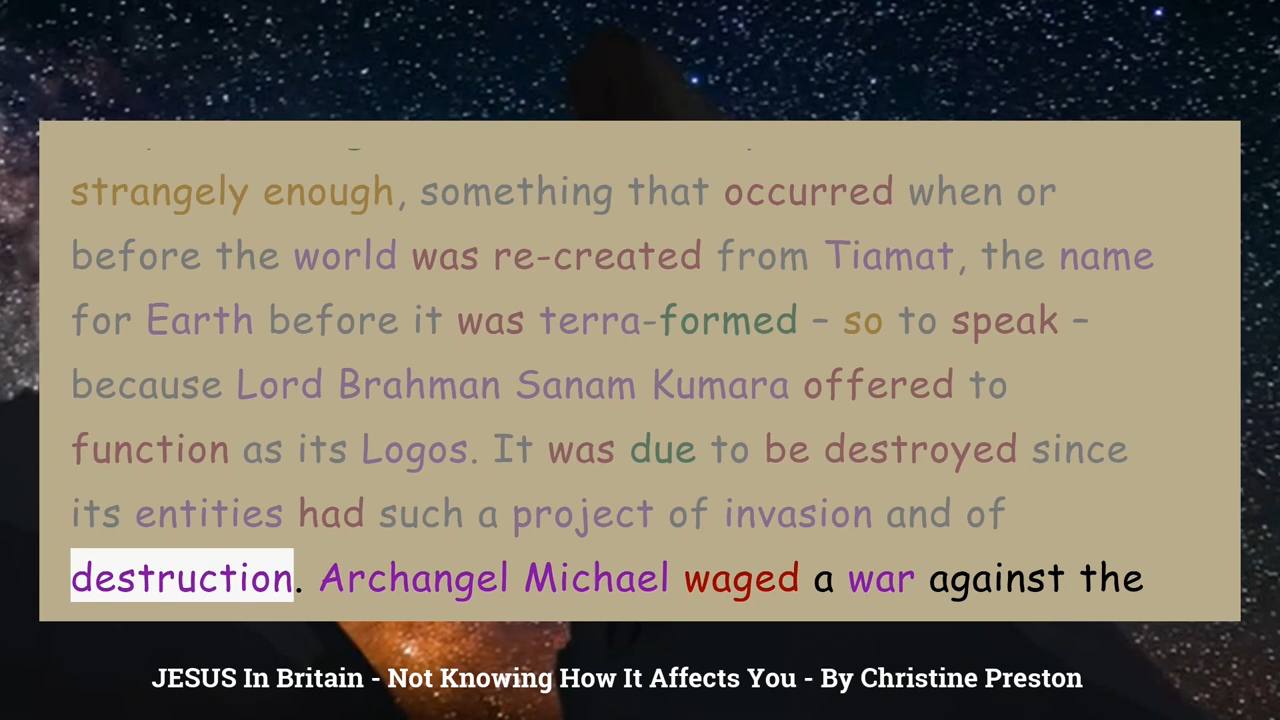 strangely enough, something that occurred when or
before the world was re-created from Tiamat, the name
for Earth before it was terra-formed – so to speak –
because Lord Brahman Sanam Kumara offered to
function as its Logos. It was due to be destroyed since
its entities had such a project of invasion and of
destruction. Archangel Michael waged a war against the
JESUS In Britain - Not Knowing How It Affects You - By Christine Preston